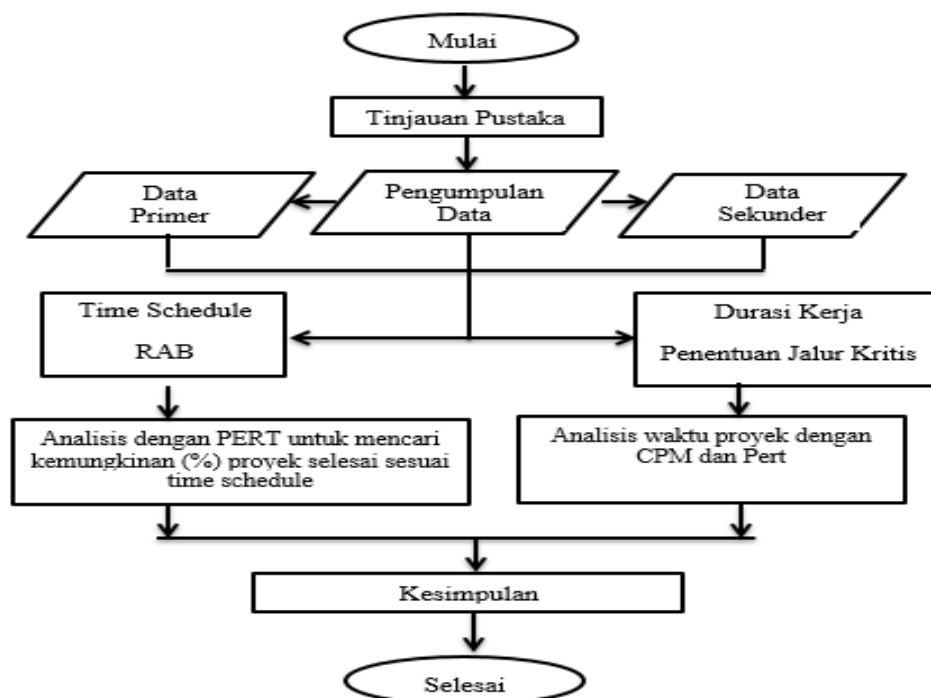 Mulai
Tinjauan Pustaka
Data
Primer
Pengumpulan
Data
Data
Sekunder
Time Schedule
RAB
Durasi Kerja
Penentuan Jalur Kritis
Analisis dengan PERT untuk mencari
kemungkinan (%) proyek selesai sesuai
time schedule
Analisis waktu proyek dengan
CPM dan Pert
Kesimpulan
Selesai